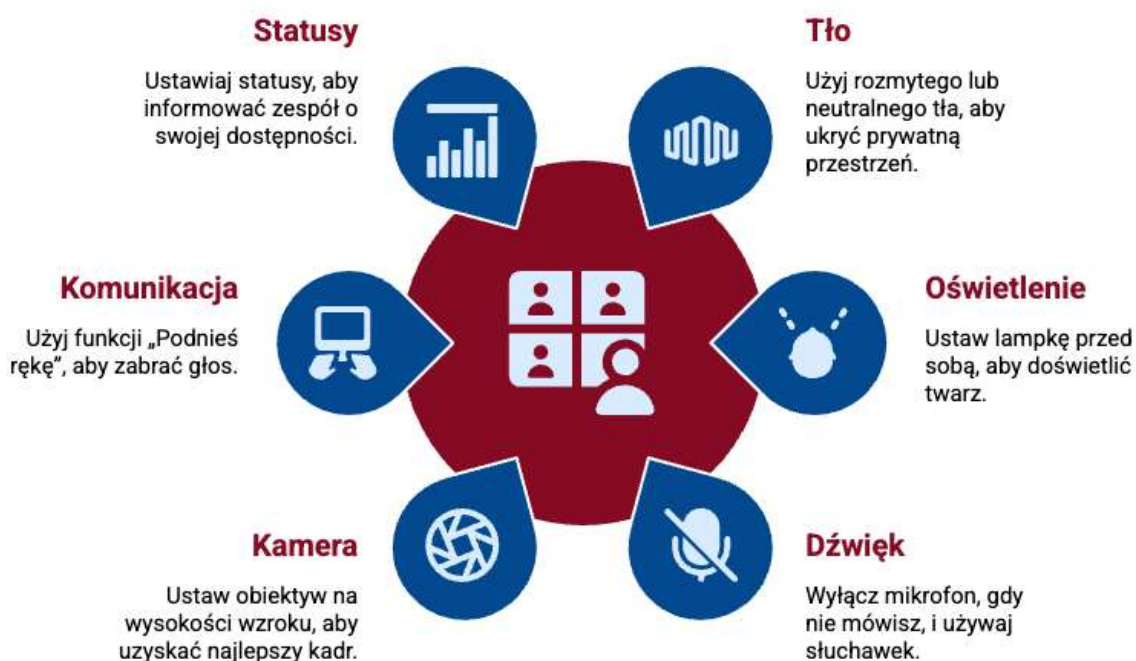 Statusy
Ustawiaj statusy, aby
informować zespół o
swojej dostępności.
Tło
Użyj rozmytego lub
neutralnego tła, aby
ukryć prywatną
przestrzeń.
Komunikacja
Użyj funkcji „Podnieś
rękę”, aby zabrać głos.
Oświetlenie
Ustaw lampkę przed
sobą, aby doświetlić
twarz.
Kamera
Ustaw obiektyw na
wysokości wzroku, aby
uzyskać najlepszy kadr.
Dźwięk
Wyłącz mikrofon, gdy
nie mówisz, i używaj
słuchawek.